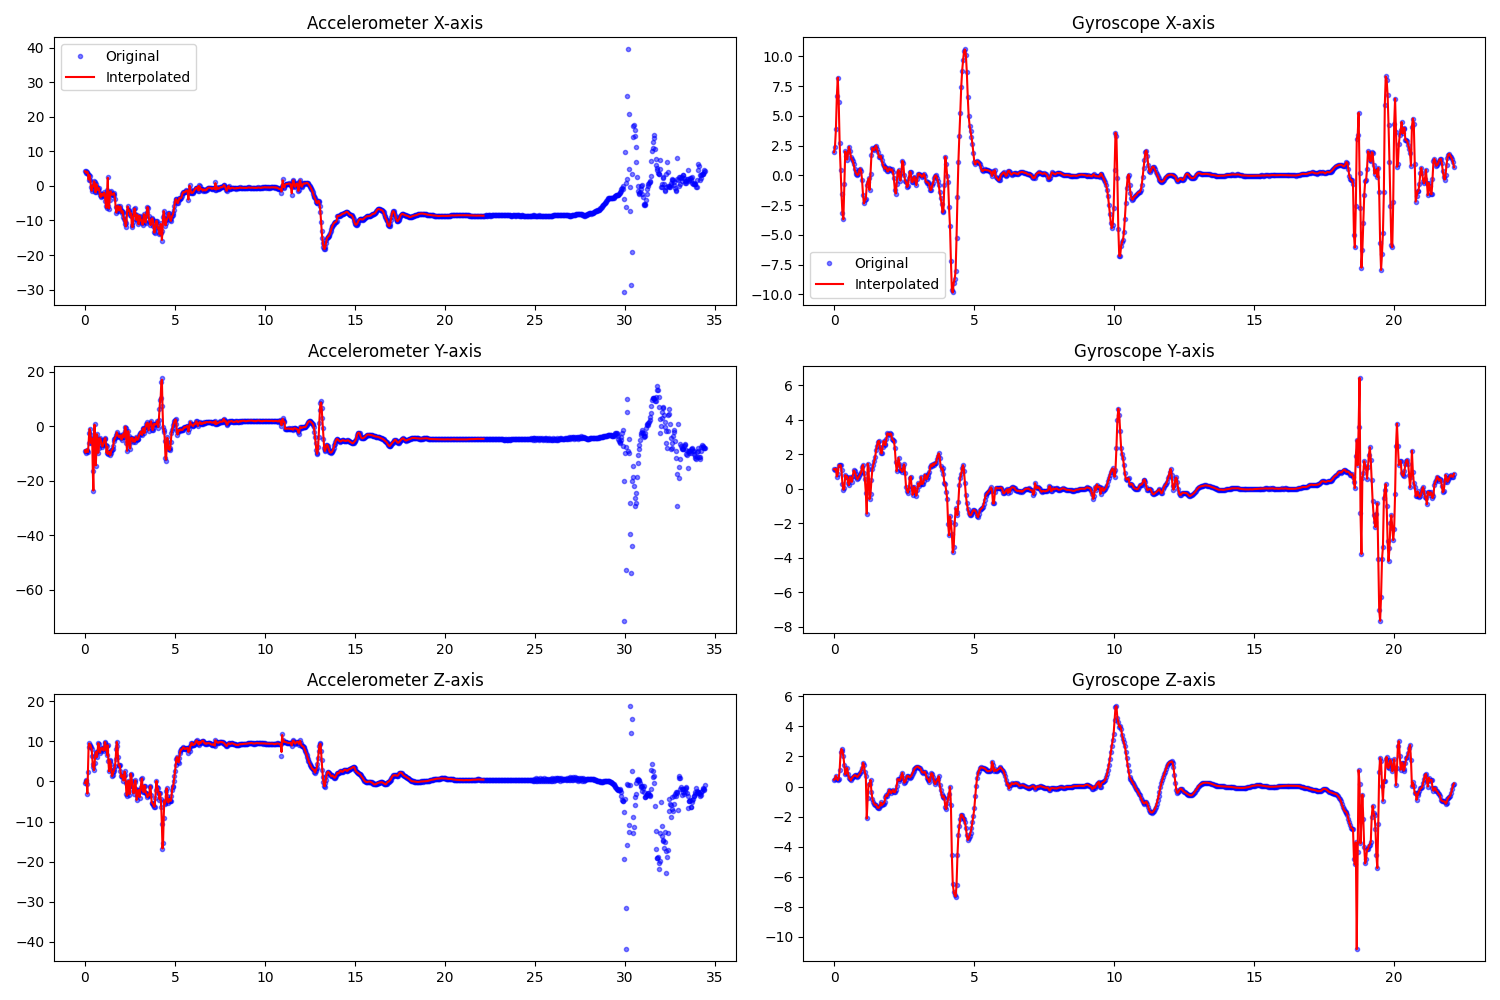 Accelerometer X-axis
40
30
20
10
0
−10
−20
−30
0 5 10 15 20 25 30 35
Original
Interpolated
Gyroscope X-axis
10.0
7.5
5.0
2.5
0.0
−2.5
−5.0
−7.5
−10.0
0 5 10 15 20
Original
Interpolated
Accelerometer Y-axis
20
0
−20
−40
−60
0 5 10 15 20 25 30 35
Gyroscope Y-axis
6
4
2
0
−2
−4
−6
−8
0 5 10 15 20
Accelerometer Z-axis
20
10
0
−10
−20
−30
−40
0 5 10 15 20 25 30 35
Gyroscope Z-axis
6
4
2
0
−2
−4
−6
−8
−10
0 5 10 15 20